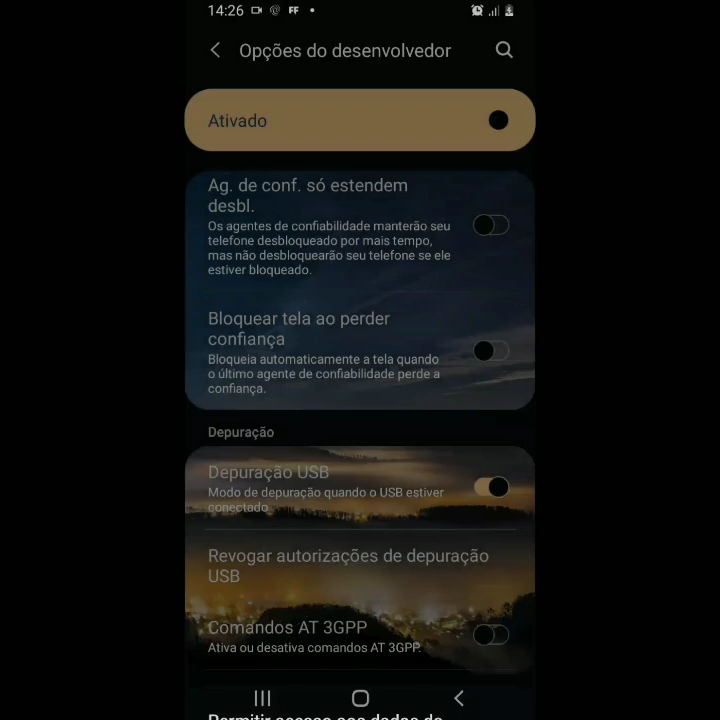 14:26 FF
Opções do desenvolvedor
Ativado
Ag. de conf. só estendem
desbl.
Os agentes de confiabilidade manterão seu
telefone desbloqueado por mais tempo,
mas não desbloquearão seu telefone se ele
estiver bloqueado.
Bloquear tela ao perder
confiança
Bloqueia automaticamente a tela quando
o último agente de confiabilidade perde a
confiança.
Depuração
Depuração USB
Modo de depuração quando o USB estiver
conectado
Revogar autorizações de depuração
USB
Comandos AT 3GPP
Ativa ou desativa comandos AT 3GPP.
Permitir acesso aos dados de